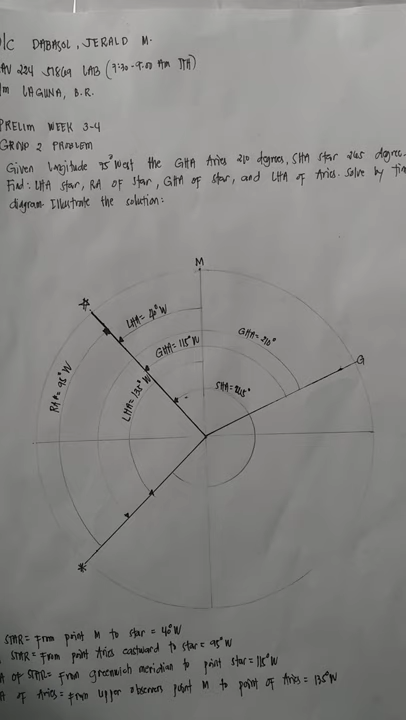 D/C DABASOL, JERALD M.
NAV 224 LAB (7:30-9:00 AM TTH)
LAGUNA, B.R.
PRELIM WEEK 3-4
GROUP 2 PROBLEM
Given Longitude 75° West the GHA Aries 210 degrees, SHA star 265 degree.
Find: LHA star, RA of star, GHA of star, and LHA of Aries. Solve by
diagram. Illustrate the solution:
M
LHA= 40°W
GHA=210°
GHA=115°W
G
SHA=265°
LHA=135°W
RA*=95°W
STAR= From point M to star = 40°W
STAR= From point Aries eastward to star= 95°W
OF STAR= From greenwich meridian to point star=115°W
OF Aries= From upper observers point M to point of Aries = 135°W